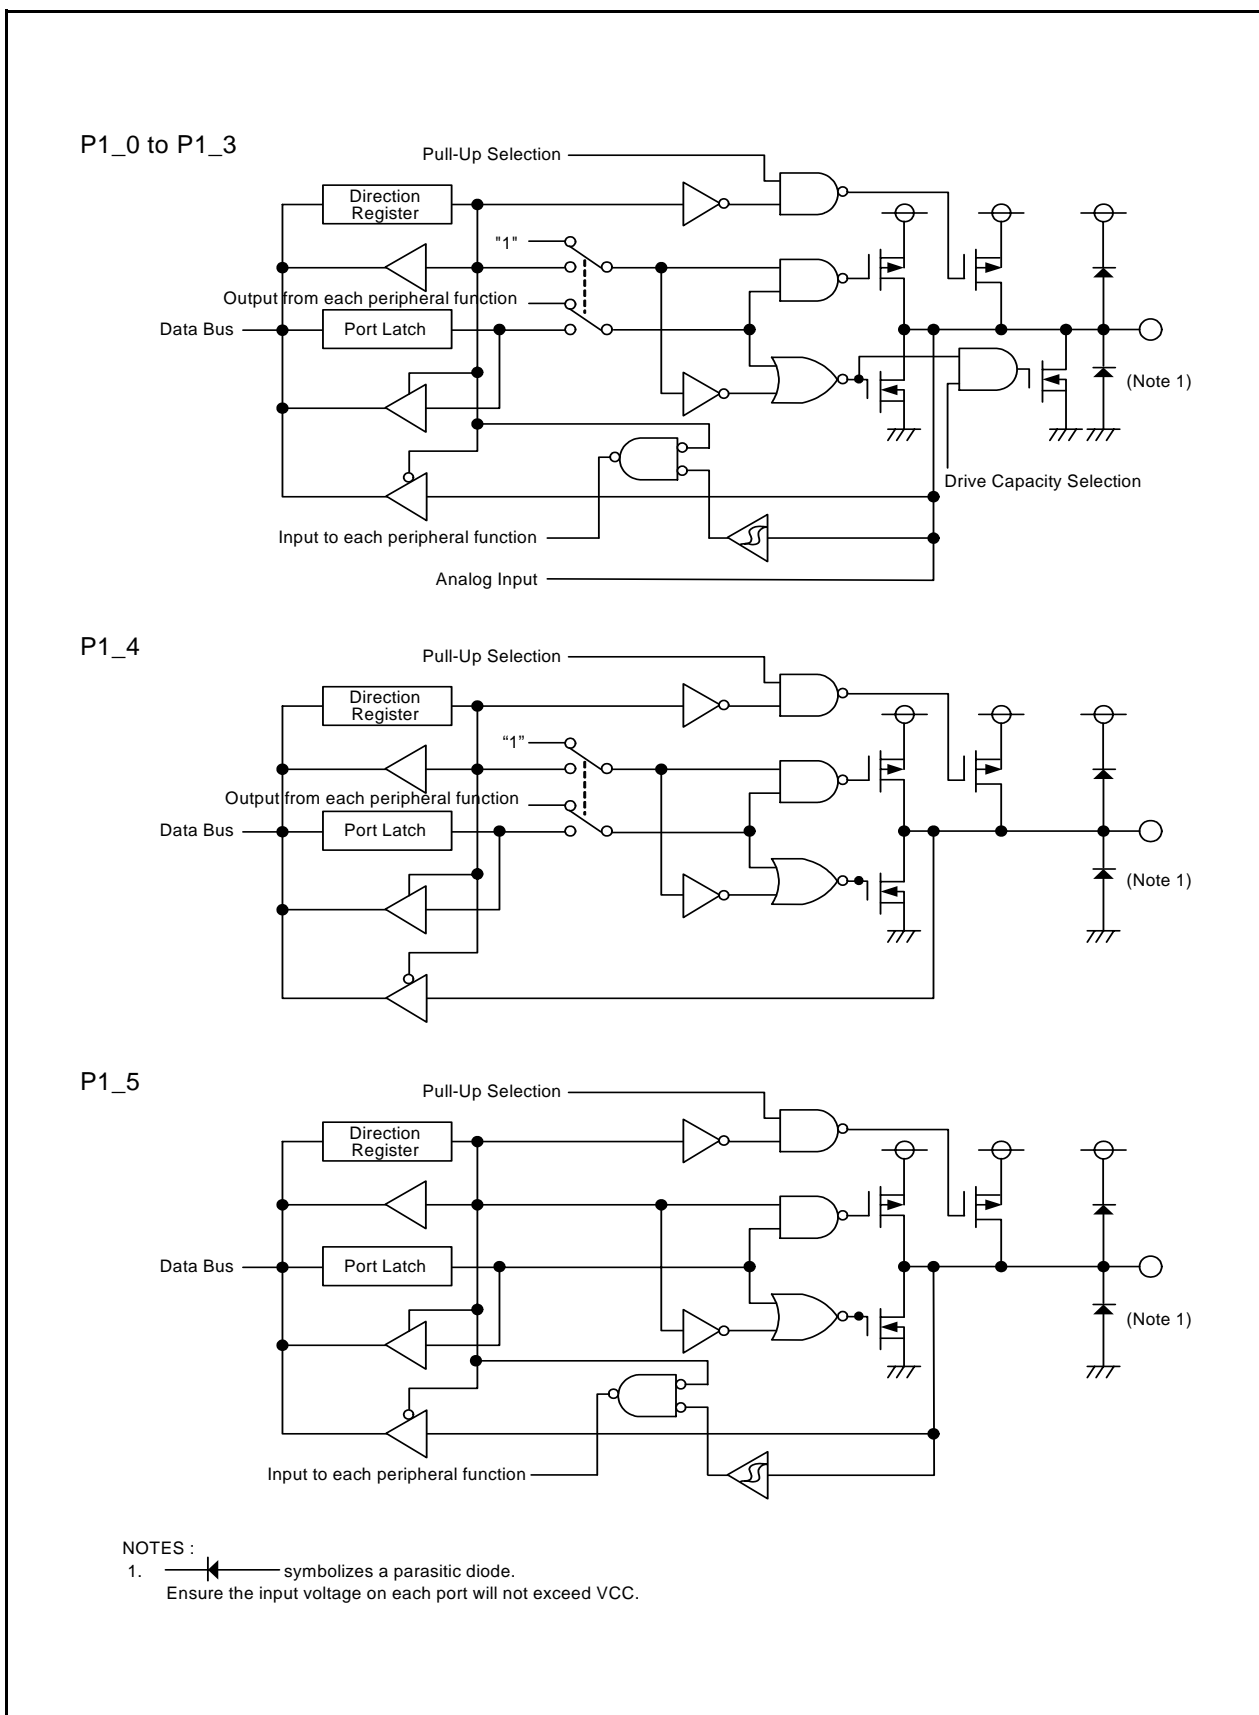 P1_0 to P1_3
Pull-Up Selection
Direction
Register
"1"
Output from each peripheral function
Data Bus
Port Latch
(Note 1)
Drive Capacity Selection
Input to each peripheral function
Analog Input
P1_4
Pull-Up Selection
Direction
Register
“1”
Output from each peripheral function
Data Bus
Port Latch
(Note 1)
P1_5
Pull-Up Selection
Direction
Register
Data Bus
Port Latch
(Note 1)
Input to each peripheral function
NOTES :
1. symbolizes a parasitic diode.
Ensure the input voltage on each port will not exceed VCC.